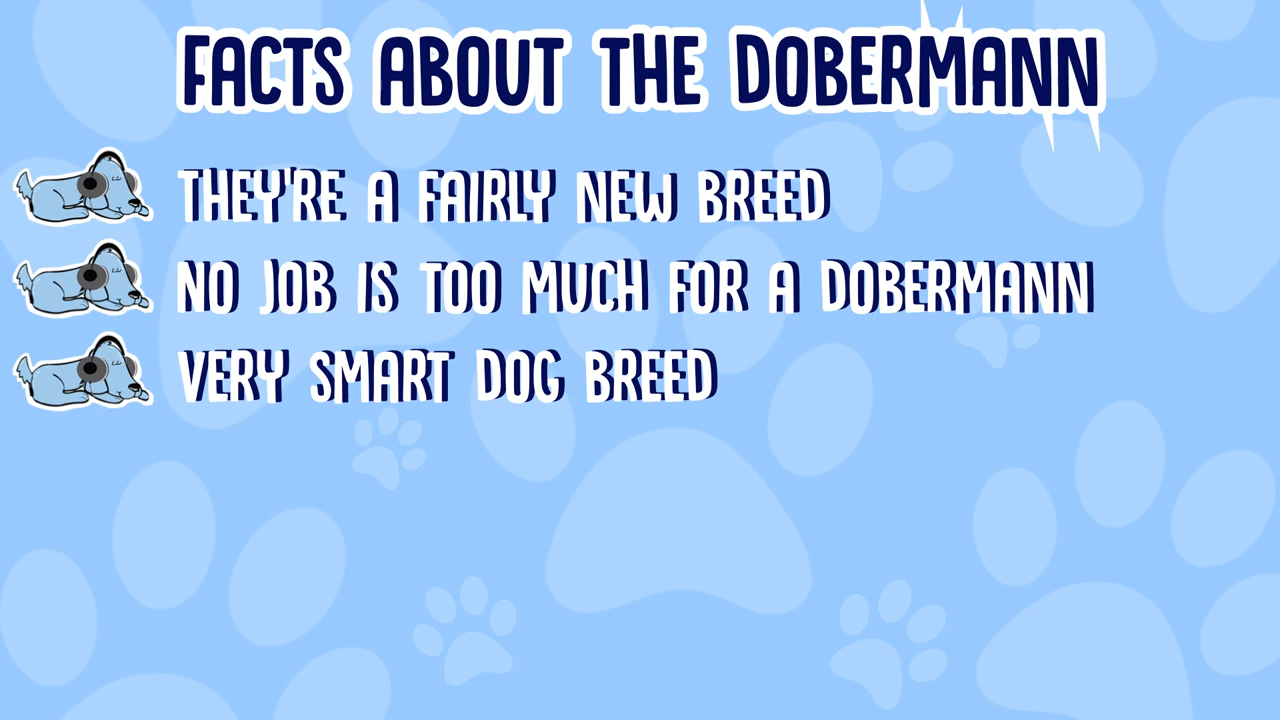 FACTS ABOUT THE DOBERMANN
THEY'RE A FAIRLY NEW BREED
NO JOB IS TOO MUCH FOR A DOBERMANN
VERY SMART DOG BREED